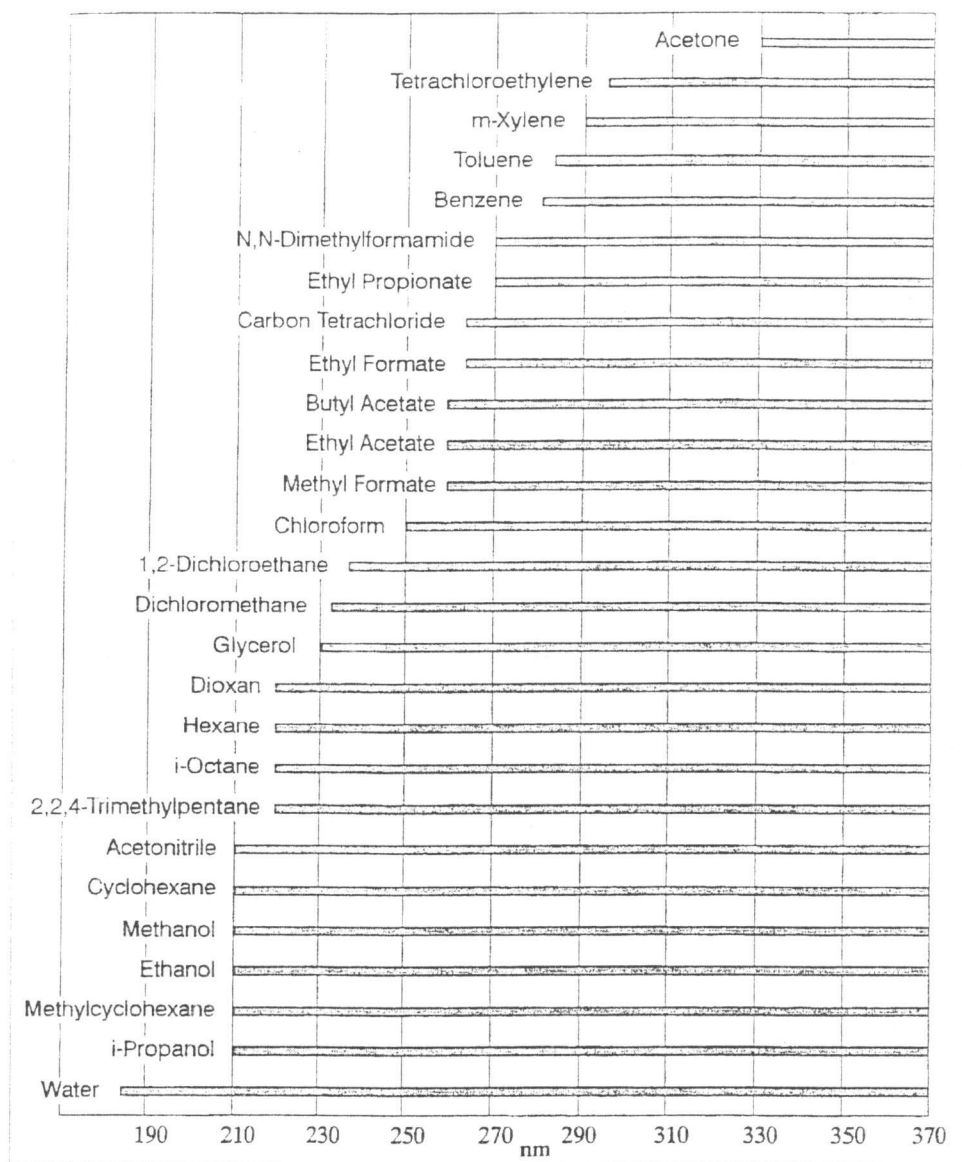 Acetone
Tetrachloroethylene
m-Xylene
Toluene
Benzene
N,N-Dimethylformamide
Ethyl Propionate
Carbon Tetrachloride
Ethyl Formate
Butyl Acetate
Ethyl Acetate
Methyl Formate
Chloroform
1,2-Dichloroethane
Dichloromethane
Glycerol
Dioxan
Hexane
i-Octane
2,2,4-Trimethylpentane
Acetonitrile
Cyclohexane
Methanol
Ethanol
Methylcyclohexane
i-Propanol
Water
190 210 230 250 270 290 310 330 350 370
nm